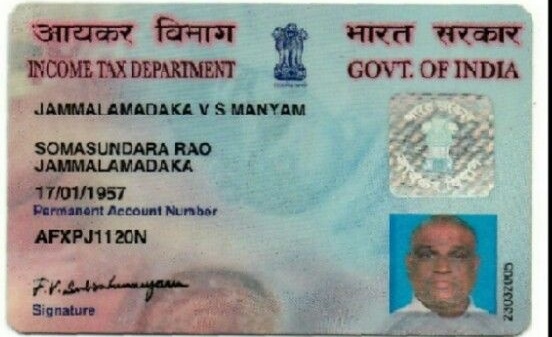 आयकर विभाग
भारत सरकार
INCOME TAX DEPARTMENT
GOVT. OF INDIA
JAMMALAMADAKA V S MANYAM
SOMASUNDARA RAO
JAMMALAMADAKA
17/01/1957
Permanent Account Number
AFXPJ1120N
Signature
23032005